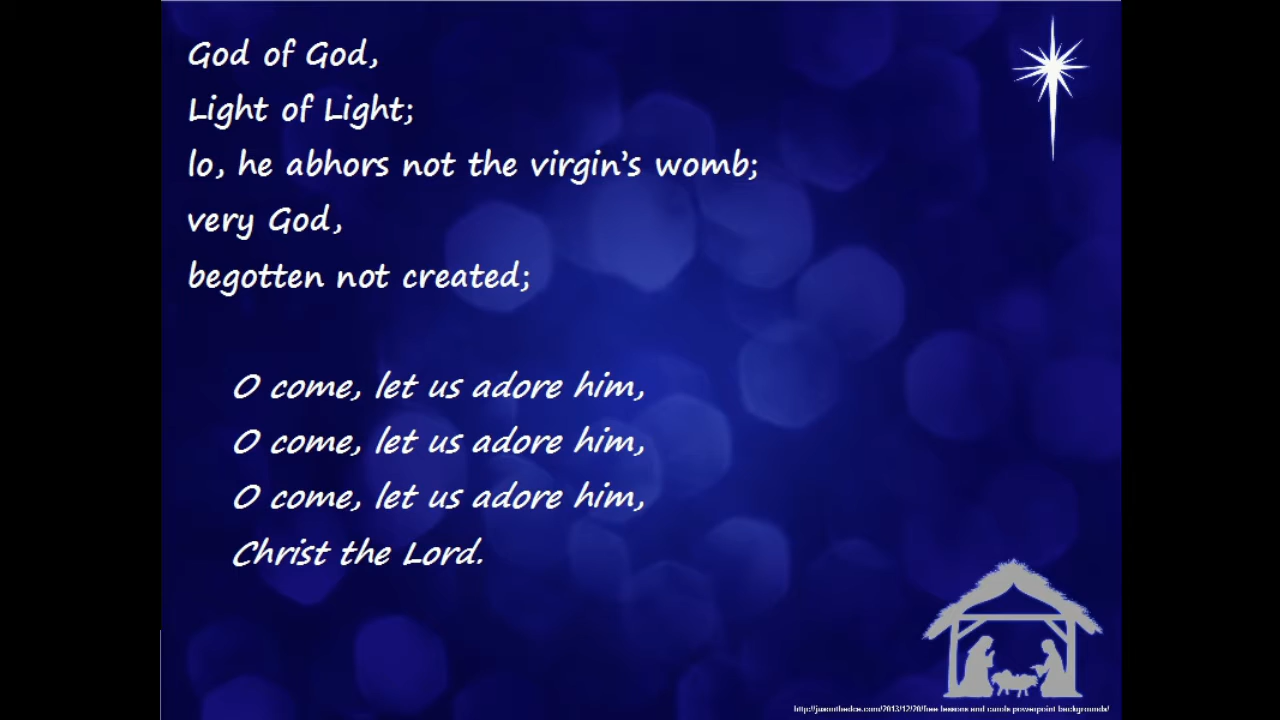 God of God,
Light of Light;
lo, he abhors not the virgin's womb;
very God,
begotten not created;
O come, let us adore him,
O come, let us adore him,
O come, let us adore him,
Christ the Lord.